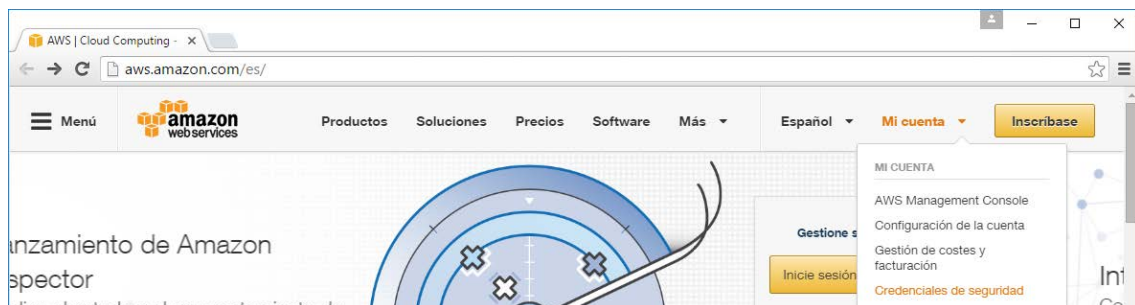 AWS | Cloud Computing -
aws.amazon.com/es/
Menú
amazon
webservices
Productos Soluciones Precios Software Más
Español Mi cuenta Inscríbase
MI CUENTA
AWS Management Console
Configuración de la cuenta
Gestión de costes y
facturación
Credenciales de seguridad
anzamiento de Amazon
spector
Gestione s
Inicie sesión
Int